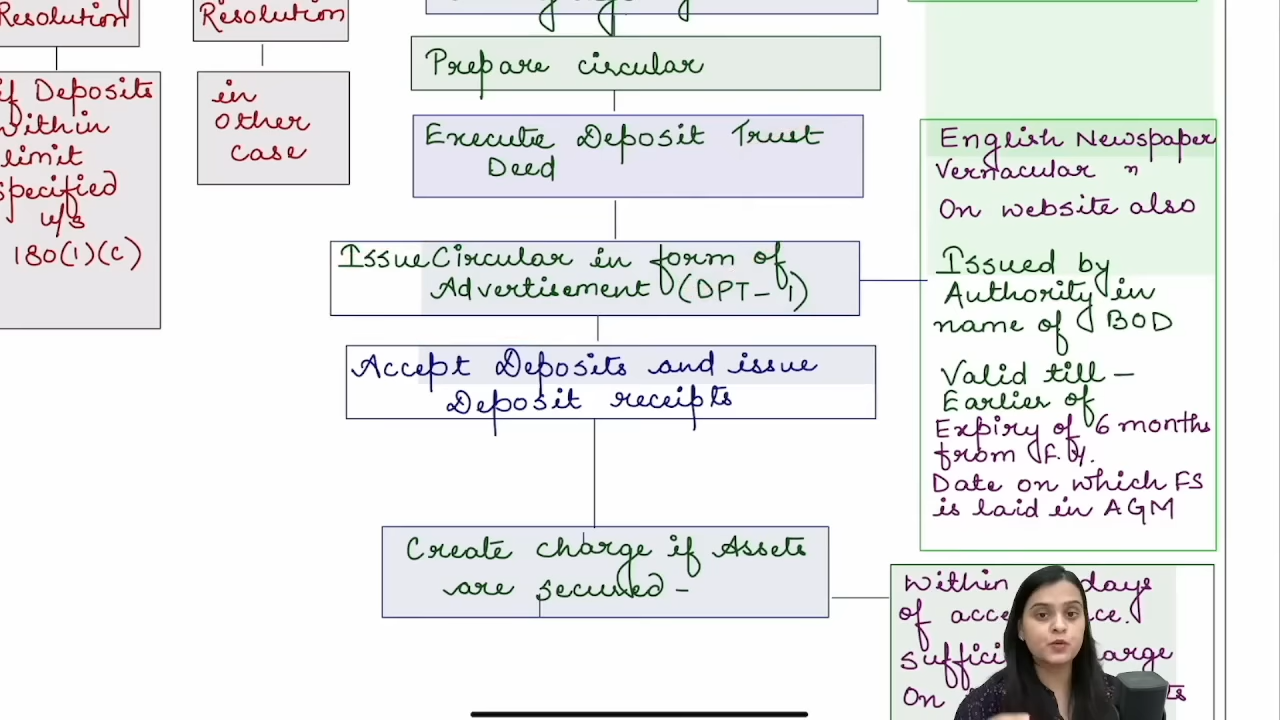 Resolution
if Deposits
within
limit
specified
u/s
180(1)(c)
Resolution
in
other
case
Prepare circular
Execute Deposit Trust
Deed
Issue Circular in form of
Advertisement (DPT-1)
Accept Deposits and issue
Deposit receipts
Create charge if Assets
are secured -
English Newspaper
Vernacular "
On website also
Issued by
Authority in
name of BOD
Valid till -
Earlier of
Expiry of 6 months
from F.Y.
Date on which FS
is laid in AGM
Within days
of
On